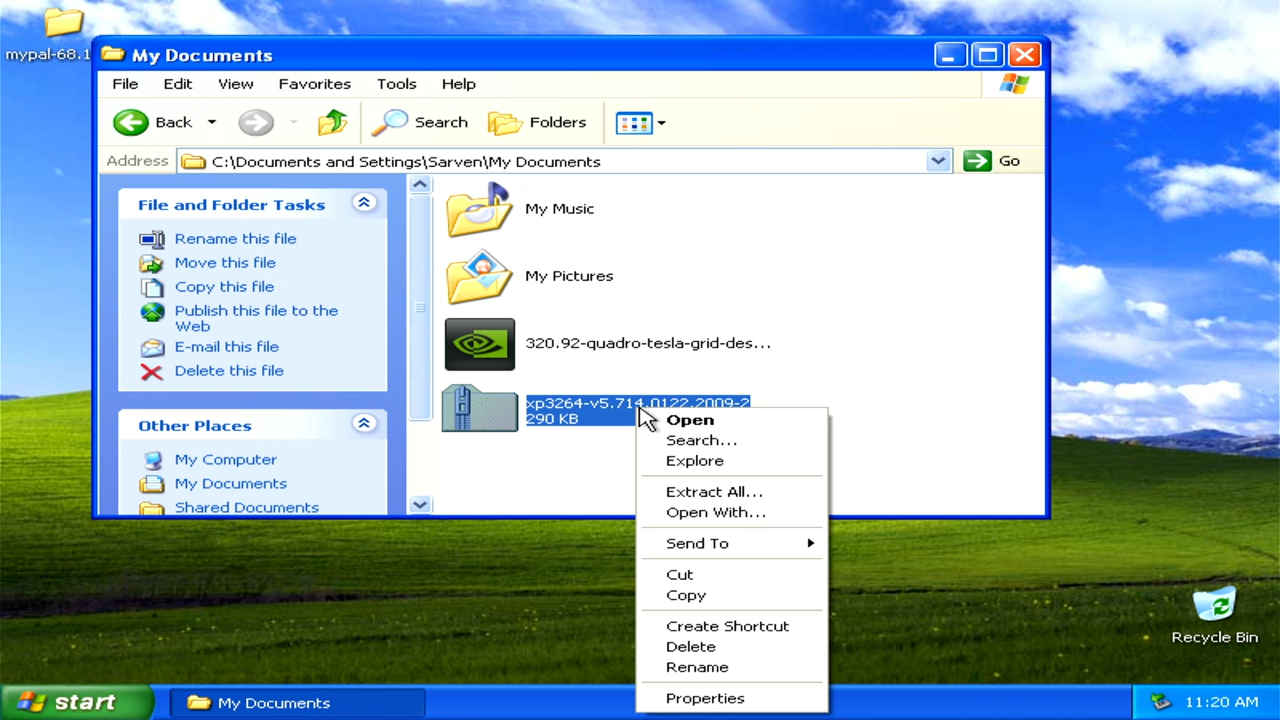 mypal-68.1
My Documents
File Edit View Favorites Tools Help
Back Search Folders
Address C:\Documents and Settings\Sarven\My Documents Go
File and Folder Tasks
Rename this file
Move this file
Copy this file
Publish this file to the
Web
E-mail this file
Delete this file
Other Places
My Computer
My Documents
Shared Documents
My Music
My Pictures
320.92-quadro-tesla-grid-des...
xp3264-v5.714.0122.2009-2
290 KB
Open
Search...
Explore
Extract All...
Open With...
Send To
Cut
Copy
Create Shortcut
Delete
Rename
Properties
Recycle Bin
start My Documents 11:20 AM